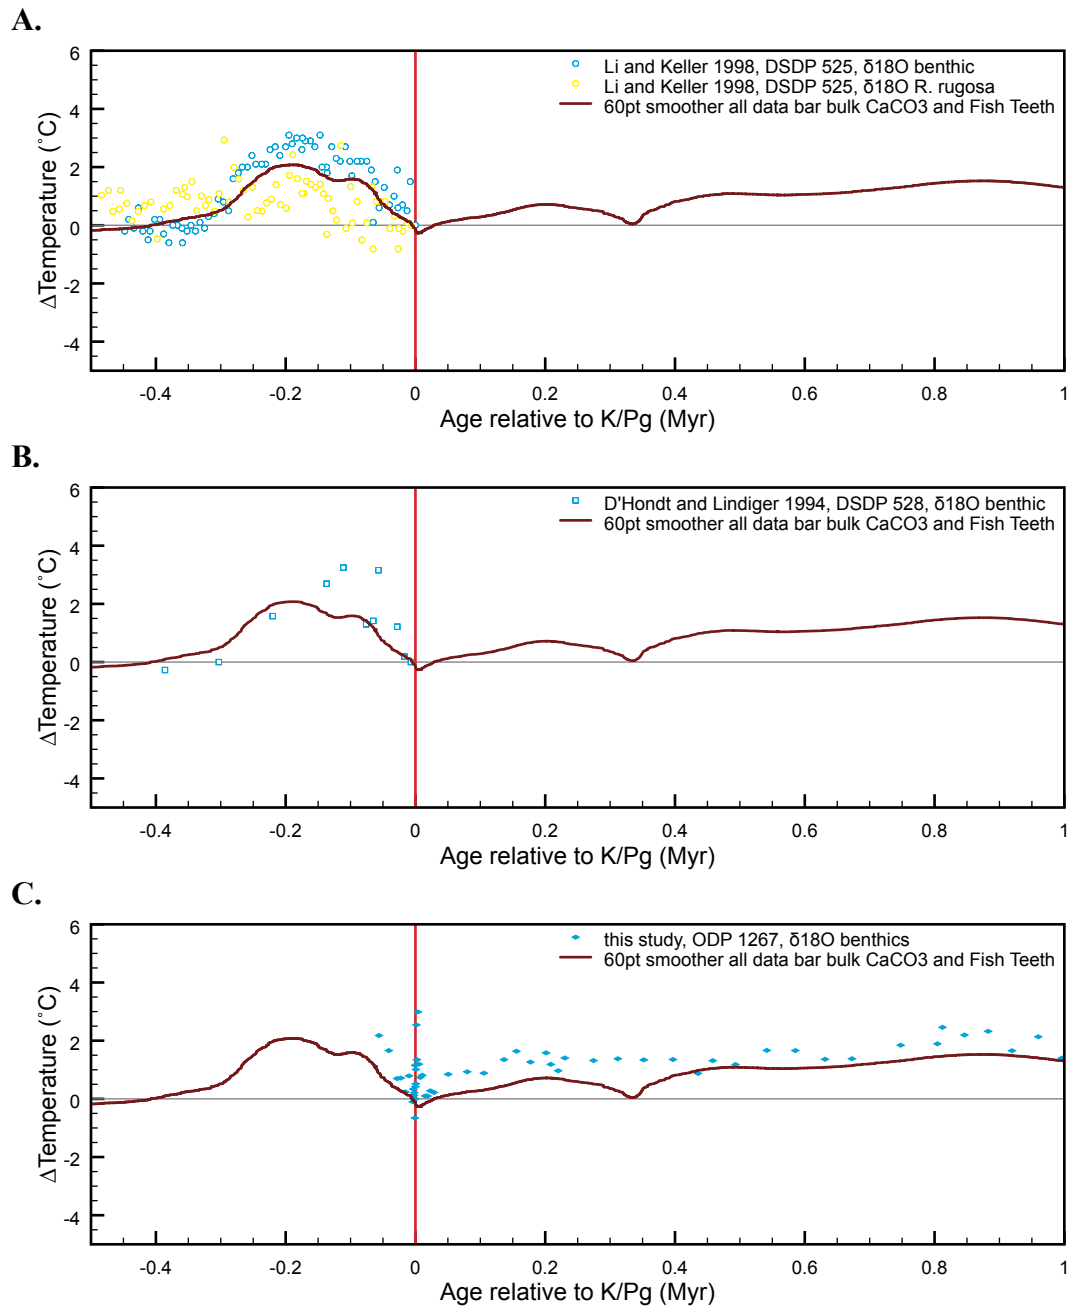 A.
6
4
2
0
-2
-4
ΔTemperature (˚C)
Li and Keller 1998, DSDP 525, δ18O benthic
Li and Keller 1998, DSDP 525, δ18O R. rugosa
60pt smoother all data bar bulk CaCO3 and Fish Teeth
-0.4 -0.2 0 0.2 0.4 0.6 0.8 1
Age relative to K/Pg (Myr)
B.
6
4
2
0
-2
-4
ΔTemperature (˚C)
D'Hondt and Lindiger 1994, DSDP 528, δ18O benthic
60pt smoother all data bar bulk CaCO3 and Fish Teeth
-0.4 -0.2 0 0.2 0.4 0.6 0.8 1
Age relative to K/Pg (Myr)
C.
6
4
2
0
-2
-4
ΔTemperature (˚C)
this study, ODP 1267, δ18O benthics
60pt smoother all data bar bulk CaCO3 and Fish Teeth
-0.4 -0.2 0 0.2 0.4 0.6 0.8 1
Age relative to K/Pg (Myr)